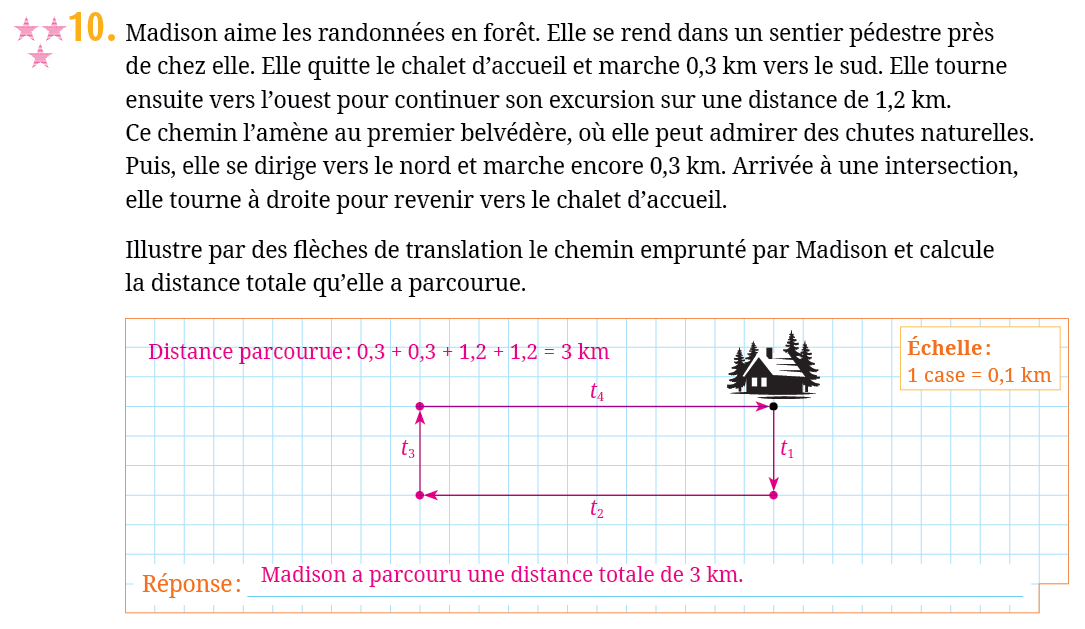 10. Madison aime les randonnées en forêt. Elle se rend dans un sentier pédestre près
de chez elle. Elle quitte le chalet d’accueil et marche 0,3 km vers le sud. Elle tourne
ensuite vers l’ouest pour continuer son excursion sur une distance de 1,2 km.
Ce chemin l’amène au premier belvédère, où elle peut admirer des chutes naturelles.
Puis, elle se dirige vers le nord et marche encore 0,3 km. Arrivée à une intersection,
elle tourne à droite pour revenir vers le chalet d’accueil.
Illustre par des flèches de translation le chemin emprunté par Madison et calcule
la distance totale qu’elle a parcourue.
Distance parcourue : 0,3 + 0,3 + 1,2 + 1,2 = 3 km
Échelle :
1 case = 0,1 km
t4
t3
t1
t2
Réponse : Madison a parcouru une distance totale de 3 km.